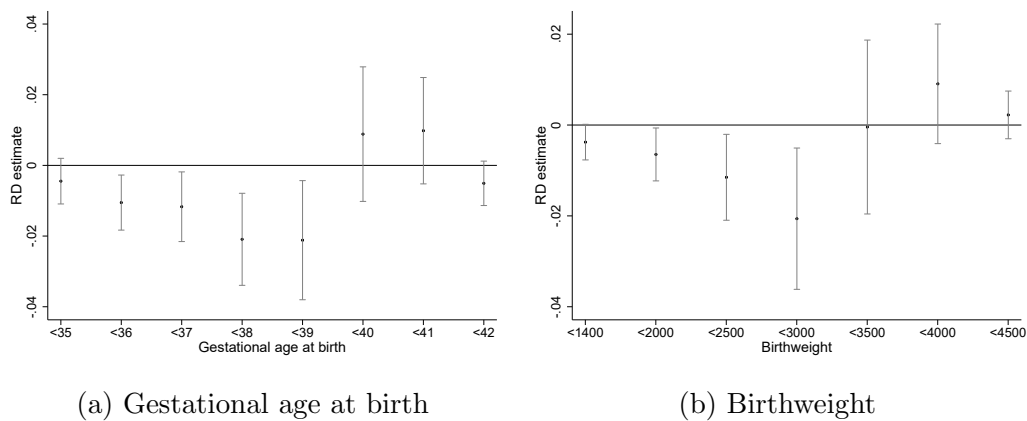 RD estimate
.04
.02
0
-.02
-.04
<35 <36 <37 <38 <39 <40 <41 <42
Gestational age at birth
(a) Gestational age at birth
RD estimate
.02
0
-.02
-.04
<1400 <2000 <2500 <3000 <3500 <4000 <4500
Birthweight
(b) Birthweight